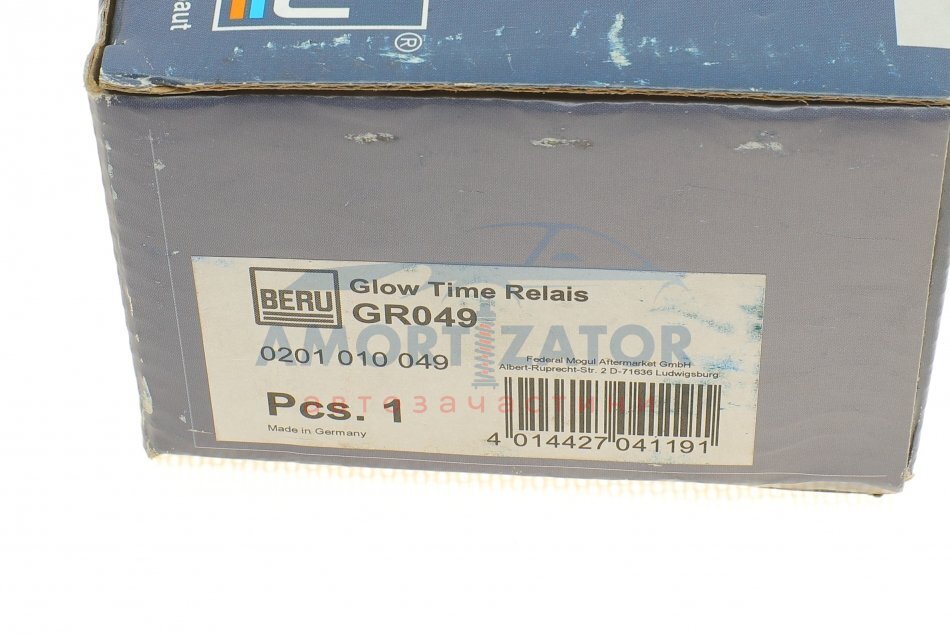 aut
®
BERU
Glow Time Relais
GR049
0201 010 049
AMORTIZATOR
Federal Mogul Aftermarket GmbH
Albert-Ruprecht-Str. 2 D-71636 Ludwigsburg
Pcs. 1
автозапчастини
Made in Germany
4 014427 041191